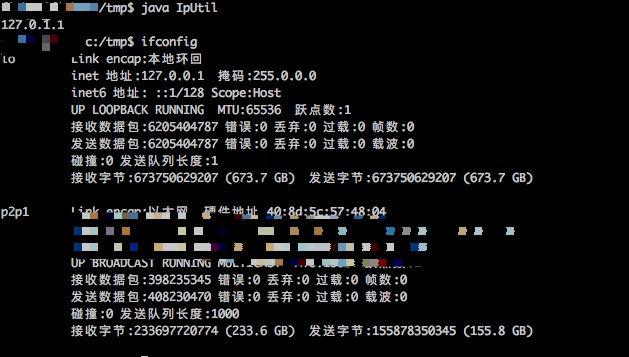 /tmp$ java IpUtil
127.0.1.1
c:/tmp$ ifconfig
lo Link encap:本地环回
inet 地址:127.0.0.1 掩码:255.0.0.0
inet6 地址: ::1/128 Scope:Host
UP LOOPBACK RUNNING MTU:65536 跃点数:1
接收数据包:6205404787 错误:0 丢弃:0 过载:0 帧数:0
发送数据包:6205404787 错误:0 丢弃:0 过载:0 载波:0
碰撞:0 发送队列长度:1
接收字节:673750629207 (673.7 GB) 发送字节:673750629207 (673.7 GB)
p2p1 Link encap:以太网 硬件地址 40:8d:5c:57:48:04
UP BROADCAST RUNNING
接收数据包:398235345 错误:0 丢弃:0 过载:0 帧数:0
发送数据包:408230470 错误:0 丢弃:0 过载:0 载波:0
碰撞:0 发送队列长度:1000
接收字节:233697720774 (233.6 GB) 发送字节:155878350345 (155.8 GB)